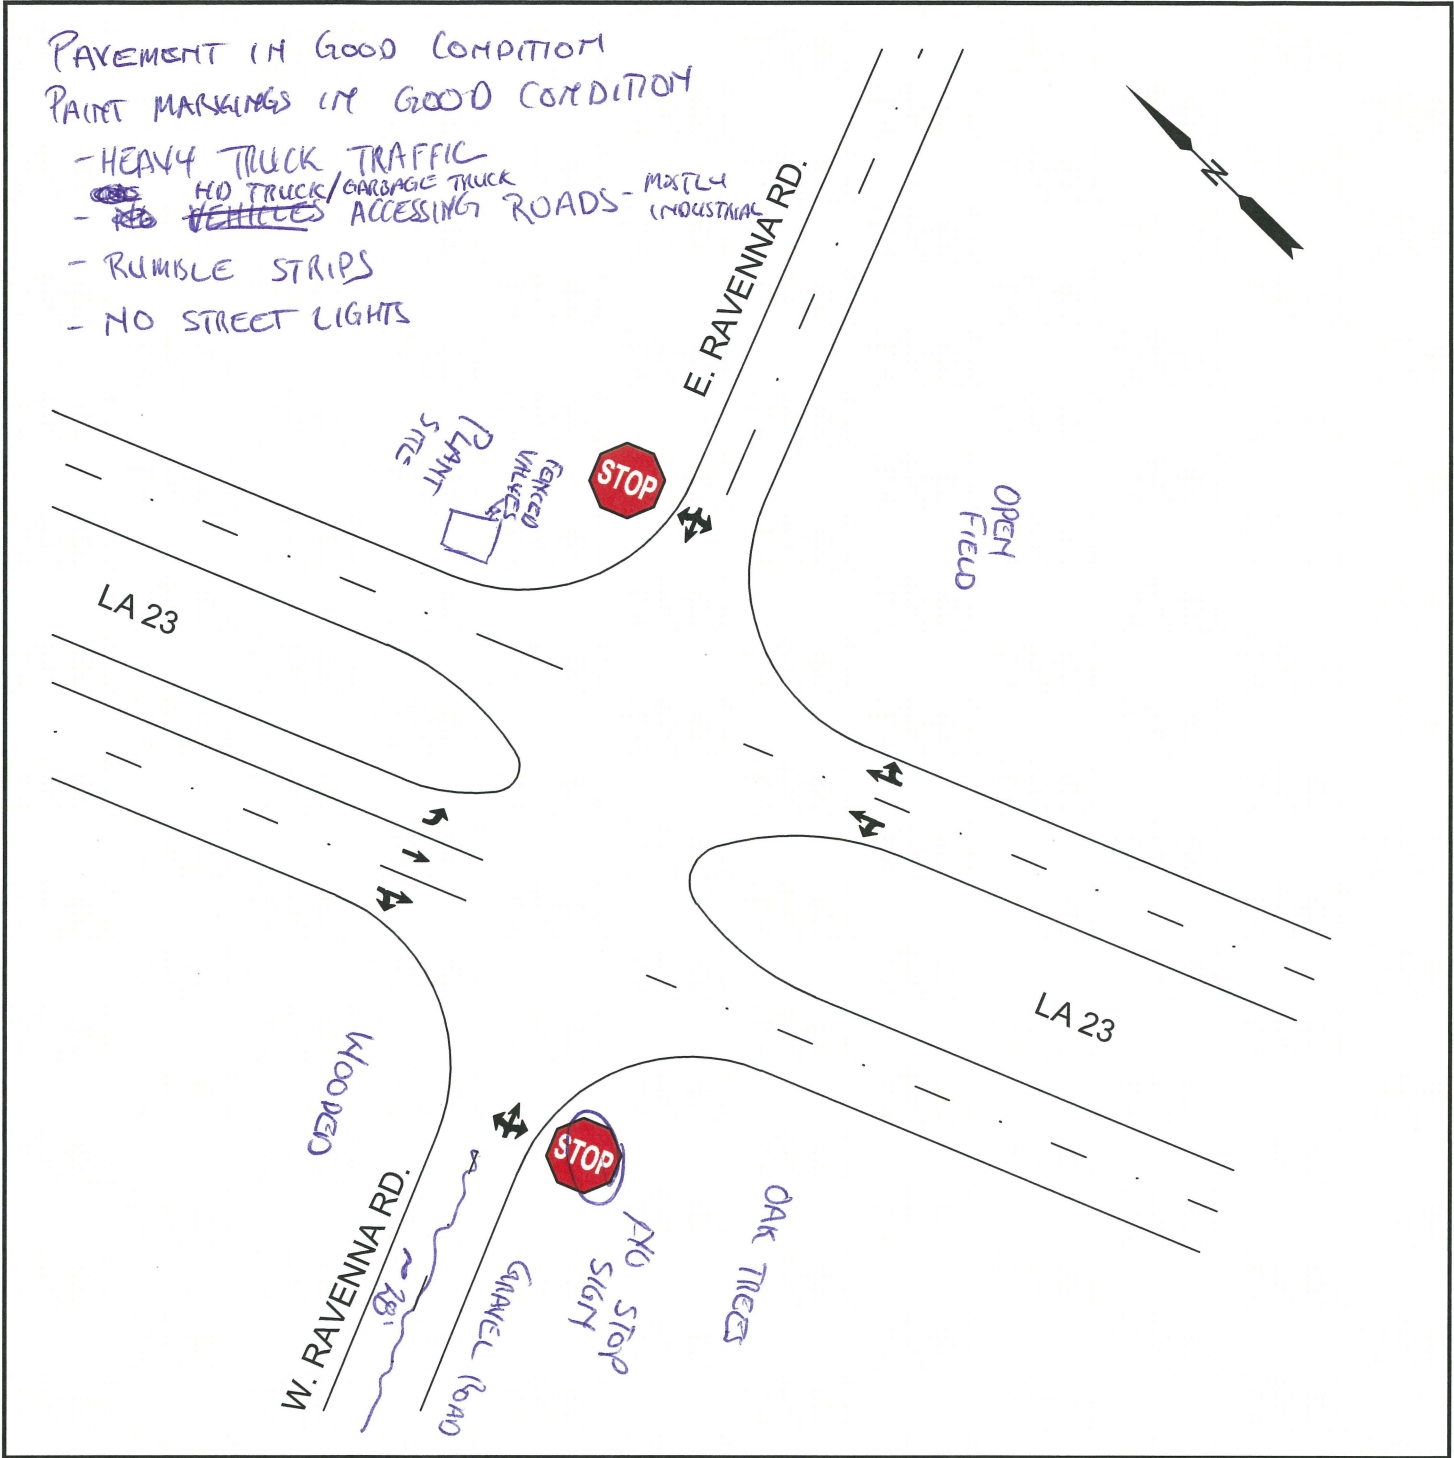 PAVEMENT IN GOOD CONDITION
PAINT MARKINGS IN GOOD CONDITION
- HEAVY TRUCK TRAFFIC
HD TRUCK/GARBAGE TRUCK
- VEHICLES ACCESSING ROADS - MOSTLY INDUSTRIAL
- RUMBLE STRIPS
- NO STREET LIGHTS
N
E. RAVENNA RD.
PLANT
SITE
FENCED
VALVES
STOP
OPEN
FIELD
LA 23
LA 23
WOODED
STOP
NO STOP
SIGN
OAK TREES
W. RAVENNA RD.
~ 28'
GRAVEL ROAD